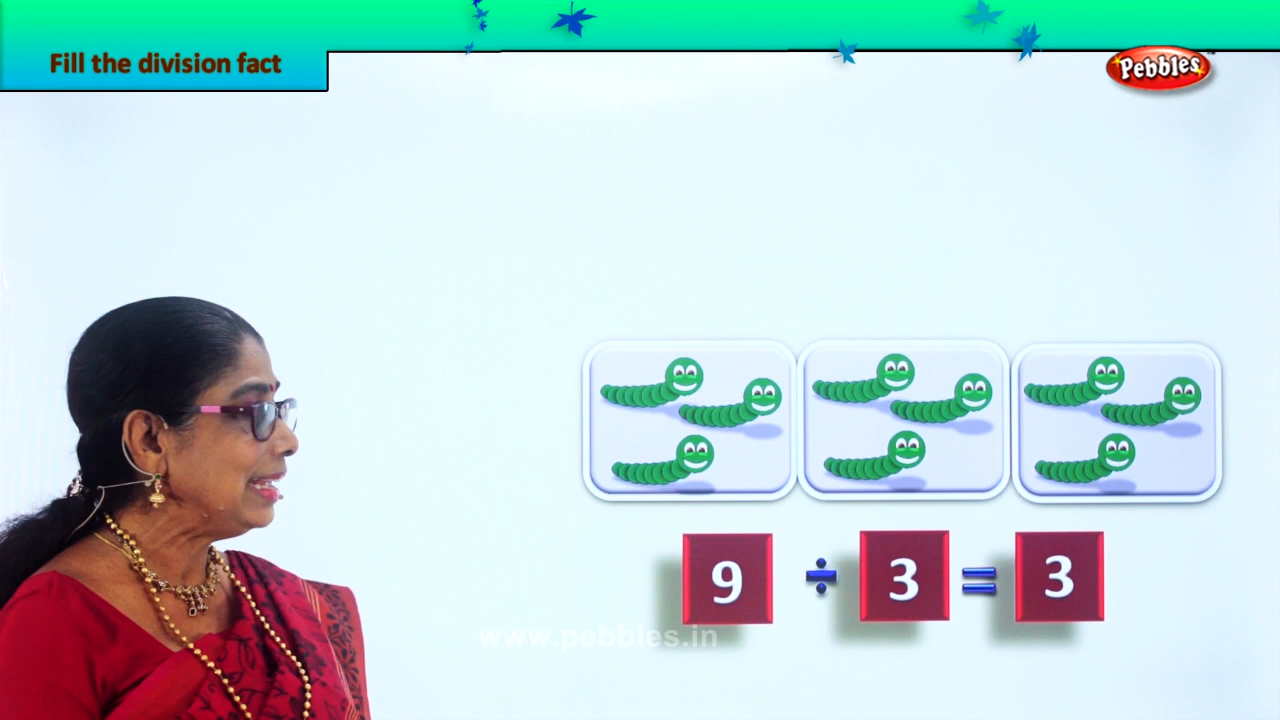 Fill the division fact
Pebbles
9 ÷ 3 = 3
www.pebbles.in